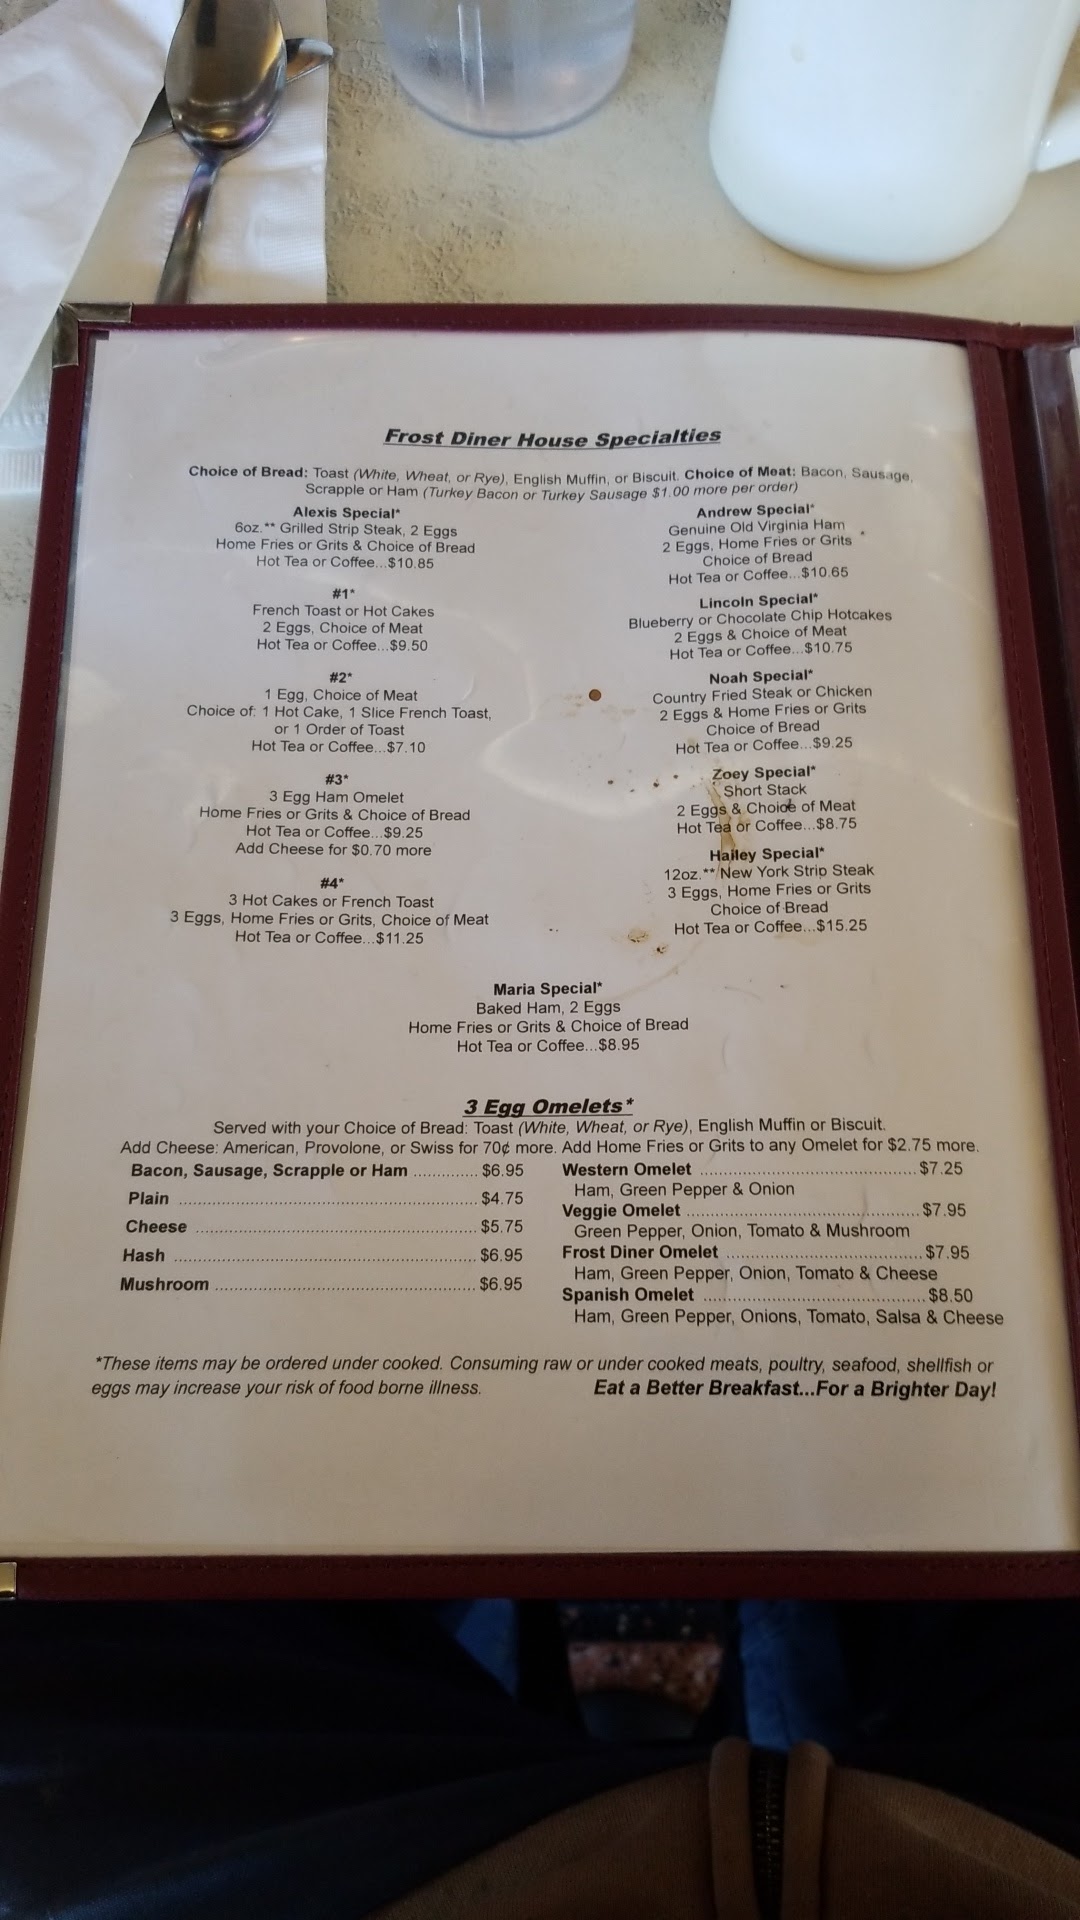 Frost Diner House Specialties
Choice of Bread: Toast (White, Wheat, or Rye), English Muffin, or Biscuit. Choice of Meat: Bacon, Sausage,
Scrapple or Ham (Turkey Bacon or Turkey Sausage $1.00 more per order)
Alexis Special*
6oz.** Grilled Strip Steak, 2 Eggs
Home Fries or Grits & Choice of Bread
Hot Tea or Coffee...$10.85
#1*
French Toast or Hot Cakes
2 Eggs, Choice of Meat
Hot Tea or Coffee...$9.50
#2*
1 Egg, Choice of Meat
Choice of: 1 Hot Cake, 1 Slice French Toast,
or 1 Order of Toast
Hot Tea or Coffee...$7.10
#3*
3 Egg Ham Omelet
Home Fries or Grits & Choice of Bread
Hot Tea or Coffee...$9.25
Add Cheese for $0.70 more
#4*
3 Hot Cakes or French Toast
3 Eggs, Home Fries or Grits, Choice of Meat
Hot Tea or Coffee...$11.25
Andrew Special*
Genuine Old Virginia Ham
2 Eggs, Home Fries or Grits
Choice of Bread
Hot Tea or Coffee...$10.65
Lincoln Special*
Blueberry or Chocolate Chip Hotcakes
2 Eggs & Choice of Meat
Hot Tea or Coffee...$10.75
Noah Special*
Country Fried Steak or Chicken
2 Eggs & Home Fries or Grits
Choice of Bread
Hot Tea or Coffee...$9.25
Zoey Special*
Short Stack
2 Eggs & Choice of Meat
Hot Tea or Coffee...$8.75
Hailey Special*
12oz.** New York Strip Steak
3 Eggs, Home Fries or Grits
Choice of Bread
Hot Tea or Coffee...$15.25
Maria Special*
Baked Ham, 2 Eggs
Home Fries or Grits & Choice of Bread
Hot Tea or Coffee...$8.95
3 Egg Omelets*
Served with your Choice of Bread: Toast (White, Wheat, or Rye), English Muffin or Biscuit.
Add Cheese: American, Provolone, or Swiss for 70¢ more. Add Home Fries or Grits to any Omelet for $2.75 more.
Bacon, Sausage, Scrapple or Ham ............ $6.95
Plain ........................................................ $4.75
Cheese ..................................................... $5.75
Hash ......................................................... $6.95
Mushroom ................................................. $6.95
Western Omelet ........................................ $7.25
Ham, Green Pepper & Onion
Veggie Omelet .......................................... $7.95
Green Pepper, Onion, Tomato & Mushroom
Frost Diner Omelet ................................... $7.95
Ham, Green Pepper, Onion, Tomato & Cheese
Spanish Omelet ........................................ $8.50
Ham, Green Pepper, Onions, Tomato, Salsa & Cheese
*These items may be ordered under cooked. Consuming raw or under cooked meats, poultry, seafood, shellfish or
eggs may increase your risk of food borne illness. Eat a Better Breakfast...For a Brighter Day!